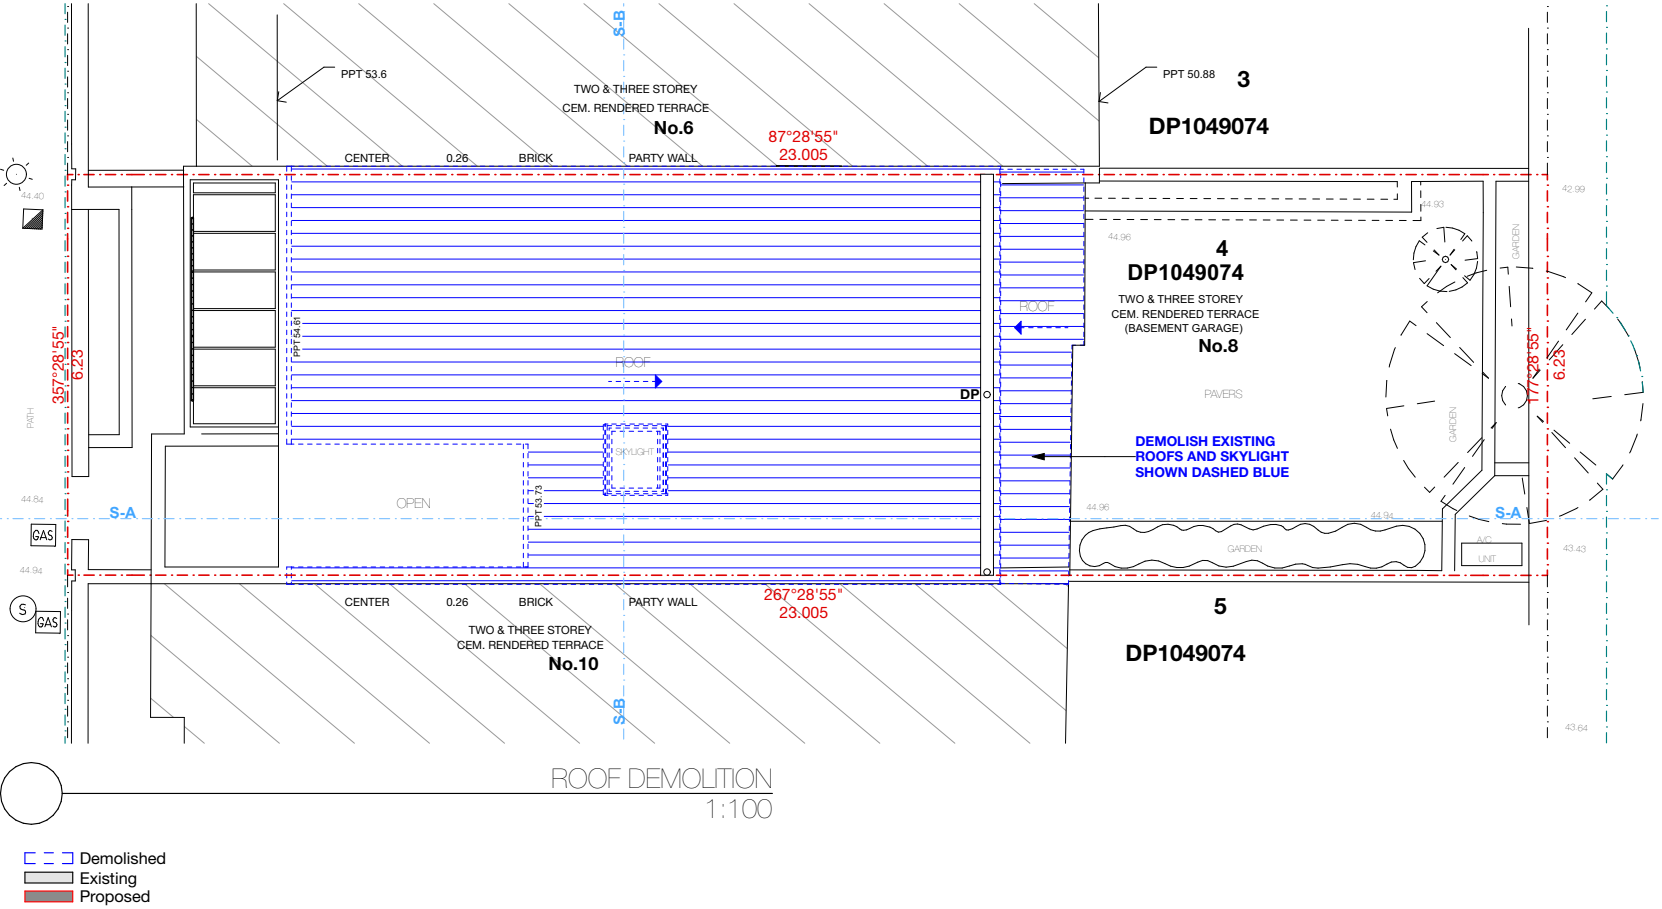 S-B
PPT 53.6
TWO & THREE STOREY
CEM. RENDERED TERRACE
No.6
PPT 50.88
3
DP1049074
87°28'55"
23.005
CENTER 0.26 BRICK PARTY WALL
44.40
42.99
44.93
44.96
GARDEN
4
DP1049074
TWO & THREE STOREY
CEM. RENDERED TERRACE
(BASEMENT GARAGE)
No.8
ROOF
PPT 54.61
ROOF
357°28'55"
6.23
177°28'55"
6.23
PATH
DP
PAVERS
GARDEN
SKYLIGHT
DEMOLISH EXISTING
ROOFS AND SKYLIGHT
SHOWN DASHED BLUE
OPEN
PPT 53.73
44.84
S-A
44.96
44.94
S-A
GAS
GARDEN
A/C
UNIT
43.43
44.94
S
GAS
CENTER 0.26 BRICK PARTY WALL
267°28'55"
23.005
TWO & THREE STOREY
CEM. RENDERED TERRACE
No.10
5
DP1049074
S-B
43.64
ROOF DEMOLITION
1:100
Demolished
Existing
Proposed